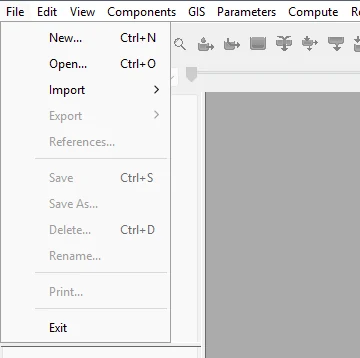 File Edit View Components GIS Parameters Compute
New... Ctrl+N
Open... Ctrl+O
Import
Export
References...
Save Ctrl+S
Save As...
Delete... Ctrl+D
Rename...
Print...
Exit